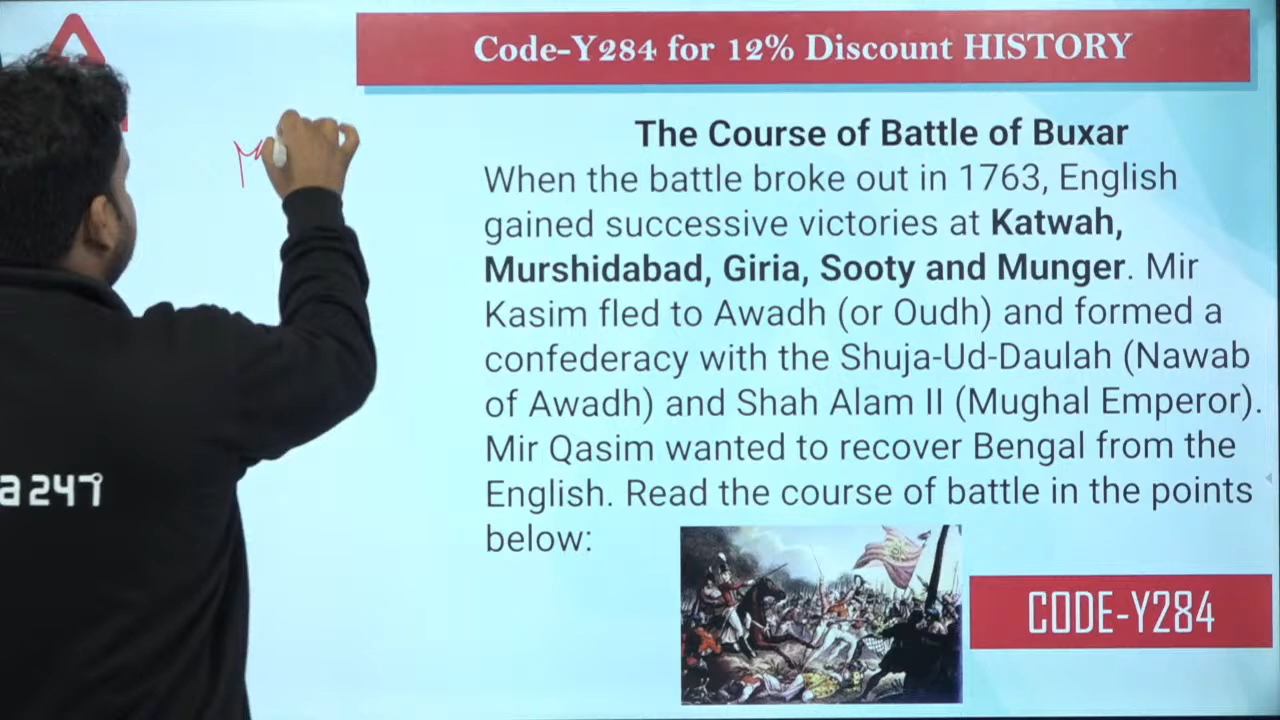 Code-Y284 for 12% Discount HISTORY
The Course of Battle of Buxar
When the battle broke out in 1763, English
gained successive victories at Katwah,
Murshidabad, Giria, Sooty and Munger. Mir
Kasim fled to Awadh (or Oudh) and formed a
confederacy with the Shuja-Ud-Daulah (Nawab
of Awadh) and Shah Alam II (Mughal Emperor).
Mir Qasim wanted to recover Bengal from the
English. Read the course of battle in the points
below:
CODE-Y284
a 247